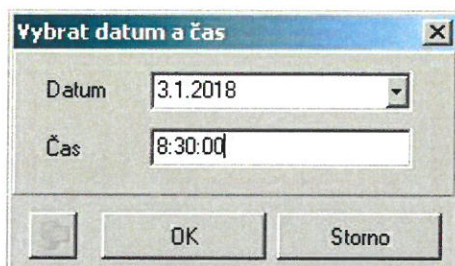 Vybrat datum a čas
Datum 3.1.2018
Čas 8:30:00
OK Storno